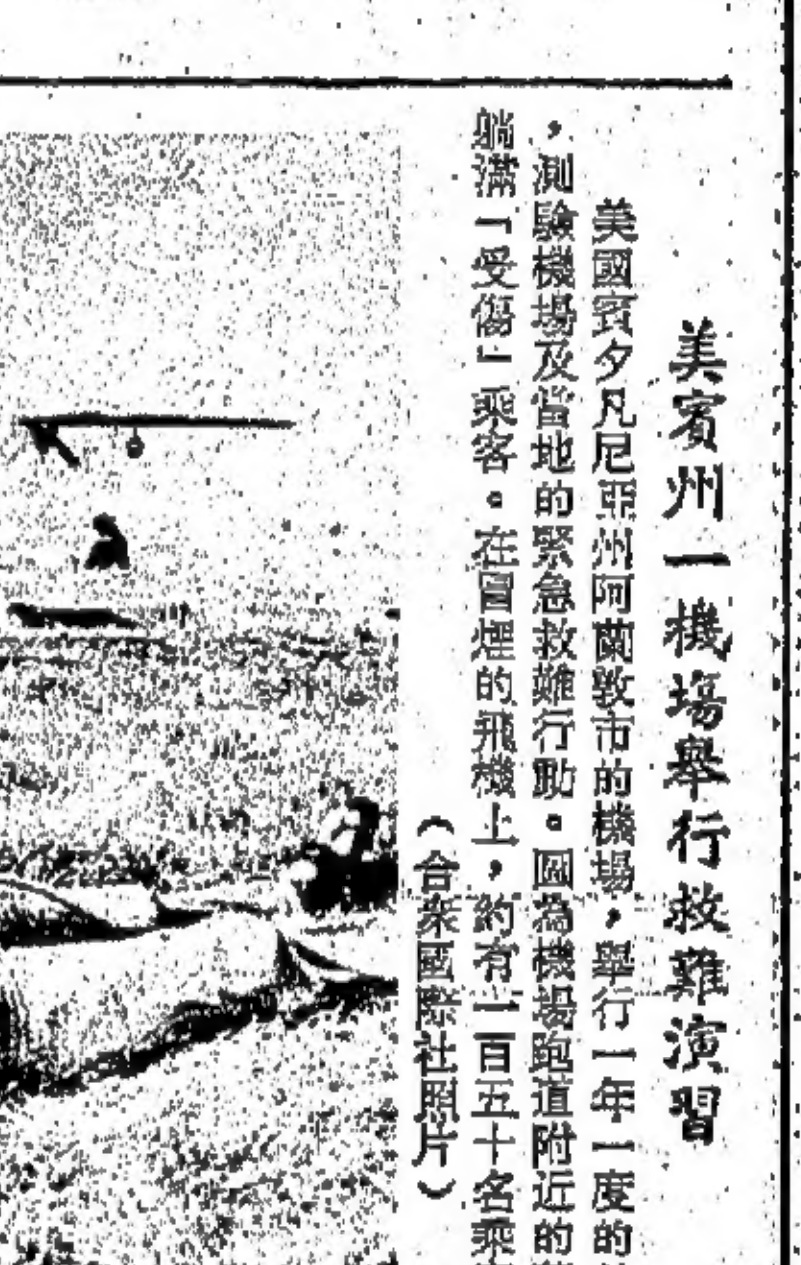 美賓州一機場舉行救難演習
美國賓夕凡尼亞州阿蘭敦市的機場，舉行一年一度的
，測驗機場及當地的緊急救難行動。圖為機場跑道附近的
躺滿「受傷」乘客。在冒煙的飛機上，約有一百五十名乘
（合衆國際社照片）